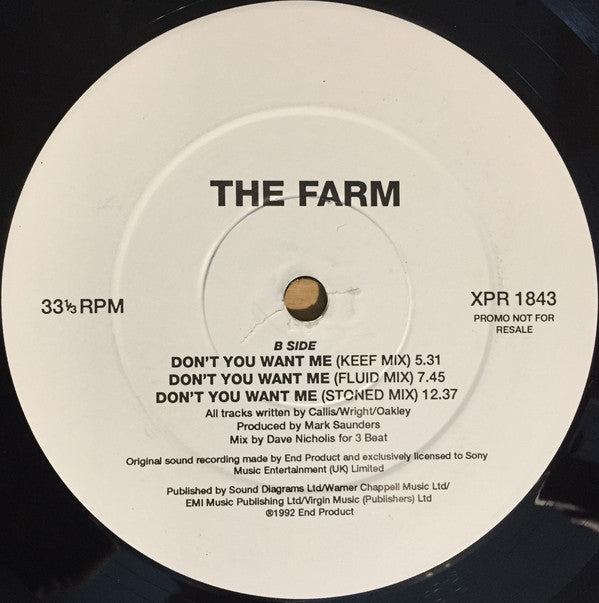 THE FARM
33⅓ RPM
XPR 1843
PROMO NOT FOR
RESALE
B SIDE
DON'T YOU WANT ME (KEEF MIX) 5.31
DON'T YOU WANT ME (FLUID MIX) 7.45
DON'T YOU WANT ME (STONED MIX) 12.37
All tracks written by Callis/Wright/Oakley
Produced by Mark Saunders
Mix by Dave Nicholls for 3 Beat
Original sound recording made by End Product and exclusively licensed to Sony
Music Entertainment (UK) Limited
Published by Sound Diagrams Ltd/Warner Chappell Music Ltd/
EMI Music Publishing Ltd/Virgin Music (Publishers) Ltd
®1992 End Product